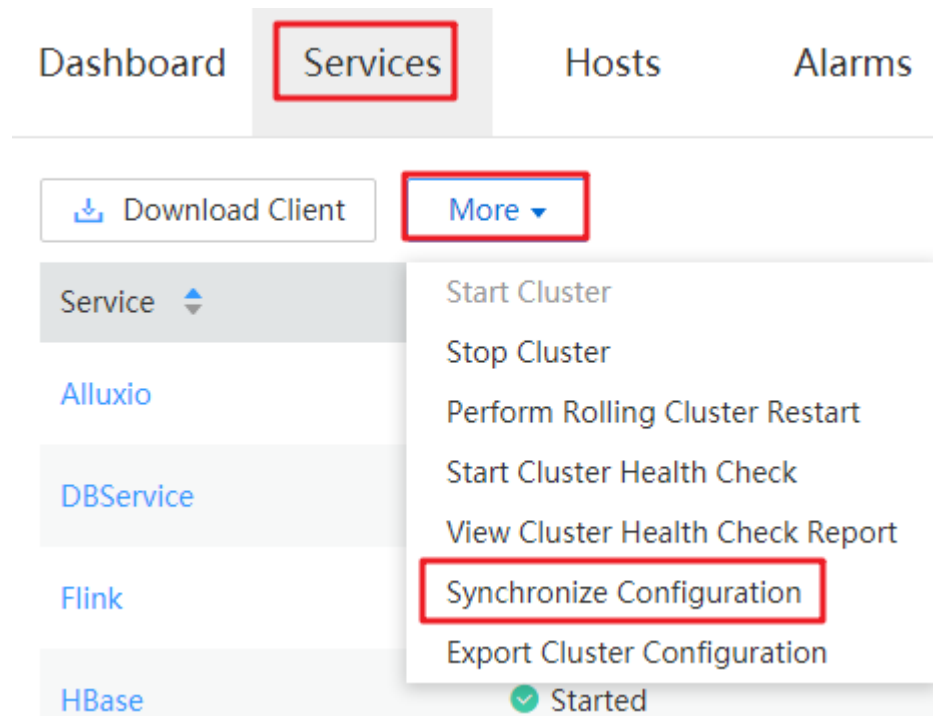 Dashboard Services Hosts Alarms
Download Client More
Service
Start Cluster
Stop Cluster
Alluxio
Perform Rolling Cluster Restart
Start Cluster Health Check
DBService
View Cluster Health Check Report
Flink
Synchronize Configuration
Export Cluster Configuration
HBase Started